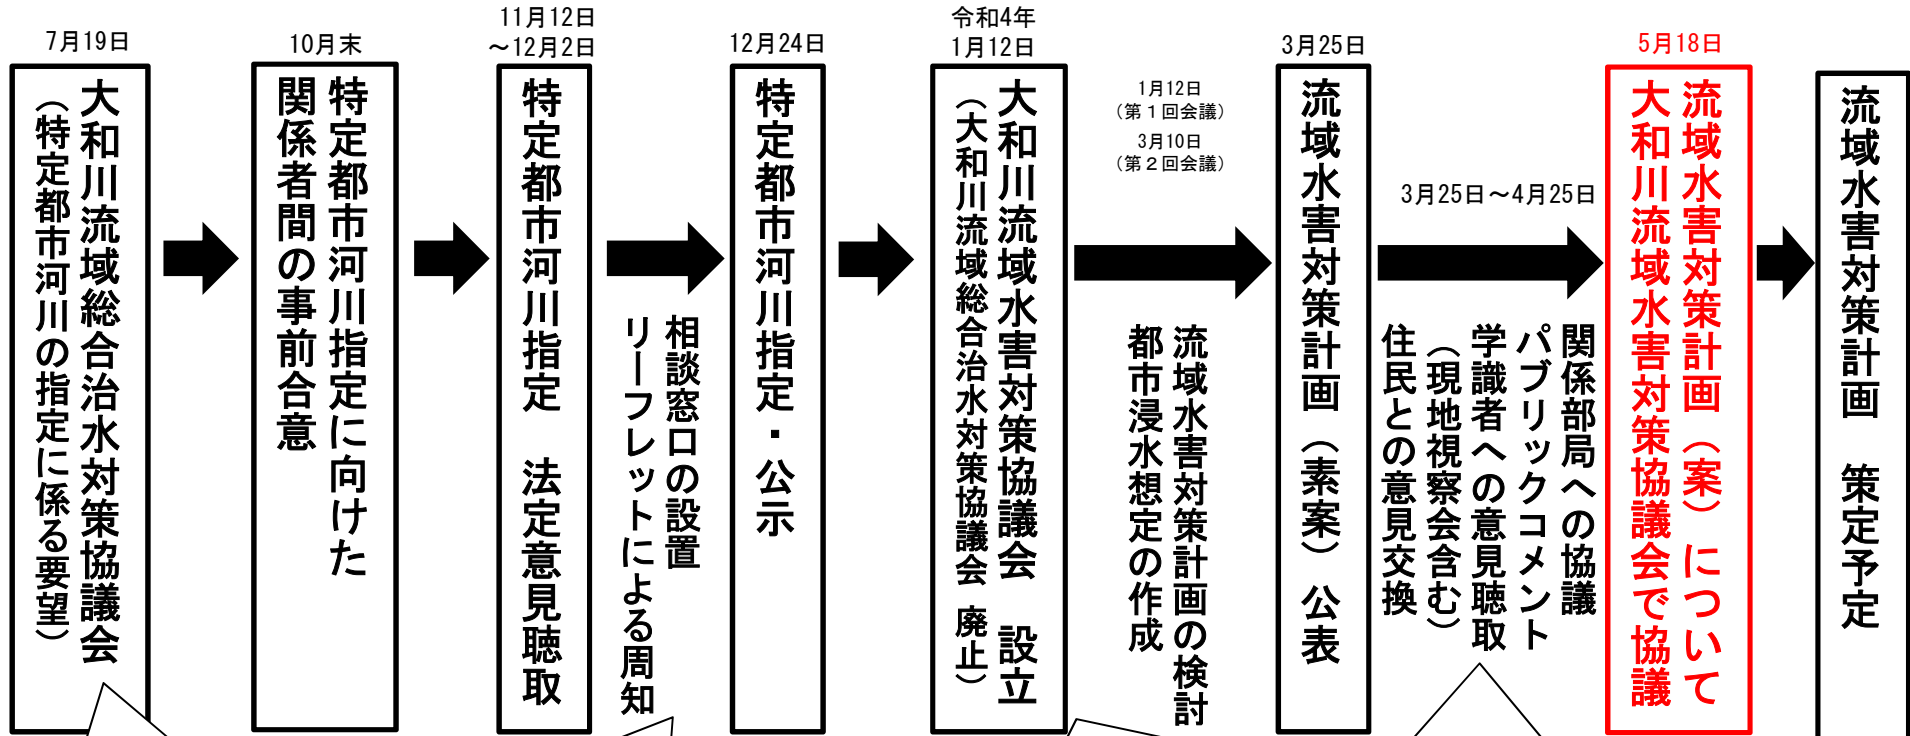 7月19日
大和川流域総合治水対策協議会
（特定都市河川の指定に係る要望）
10月末
特定都市河川指定に向けた
関係者間の事前合意
11月12日
～12月2日
特定都市河川指定　法定意見聴取
相談窓口の設置
リーフレットによる周知
12月24日
特定都市河川指定・公示
令和4年
1月12日
大和川流域水害対策協議会　設立
（大和川流域総合治水対策協議会　廃止）
1月12日
（第１回会議）
3月10日
（第２回会議）
流域水害対策計画の検討
都市浸水想定の作成
3月25日
流域水害対策計画（素案）公表
3月25日～4月25日
関係部局への協議
パブリックコメント
学識者への意見聴取
（現地視察会含む）
住民との意見交換
5月18日
流域水害対策計画（案）について
大和川流域水害対策協議会で協議
流域水害対策計画　策定予定